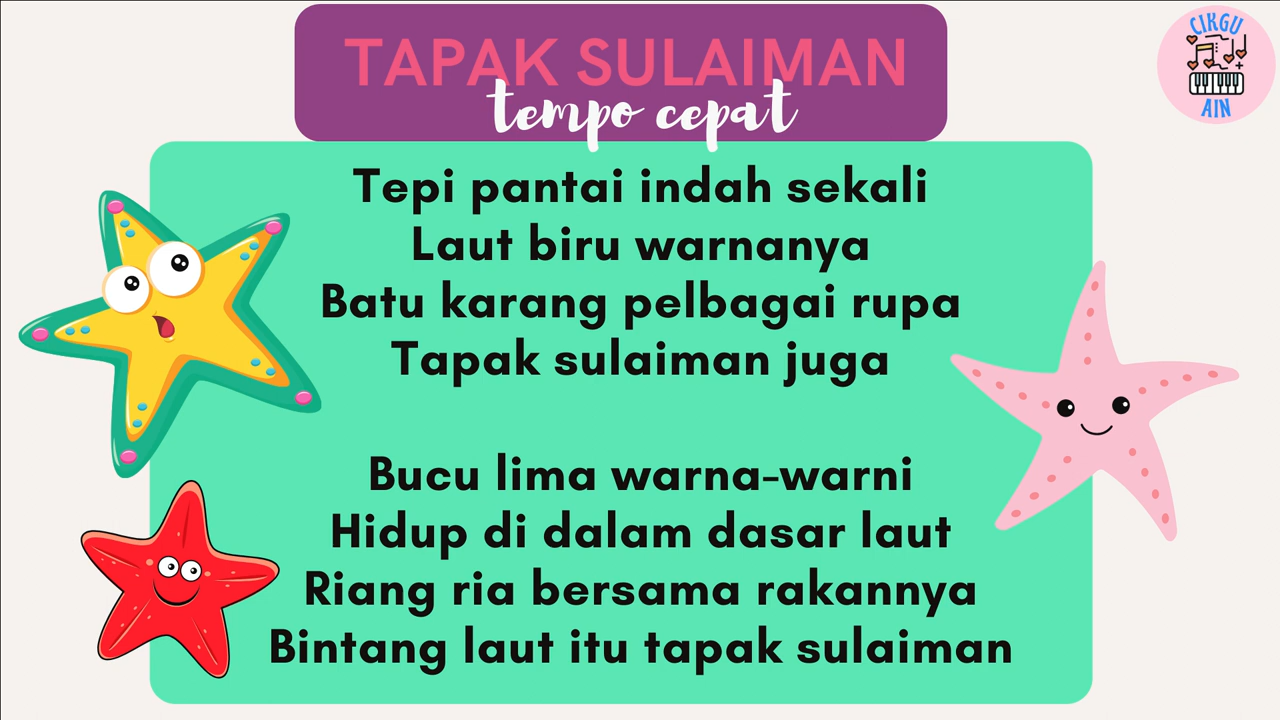 TAPAK SULAIMAN
tempo cepat
CIKGU
AIN
Tepi pantai indah sekali
Laut biru warnanya
Batu karang pelbagai rupa
Tapak sulaiman juga
Bucu lima warna-warni
Hidup di dalam dasar laut
Riang ria bersama rakannya
Bintang laut itu tapak sulaiman